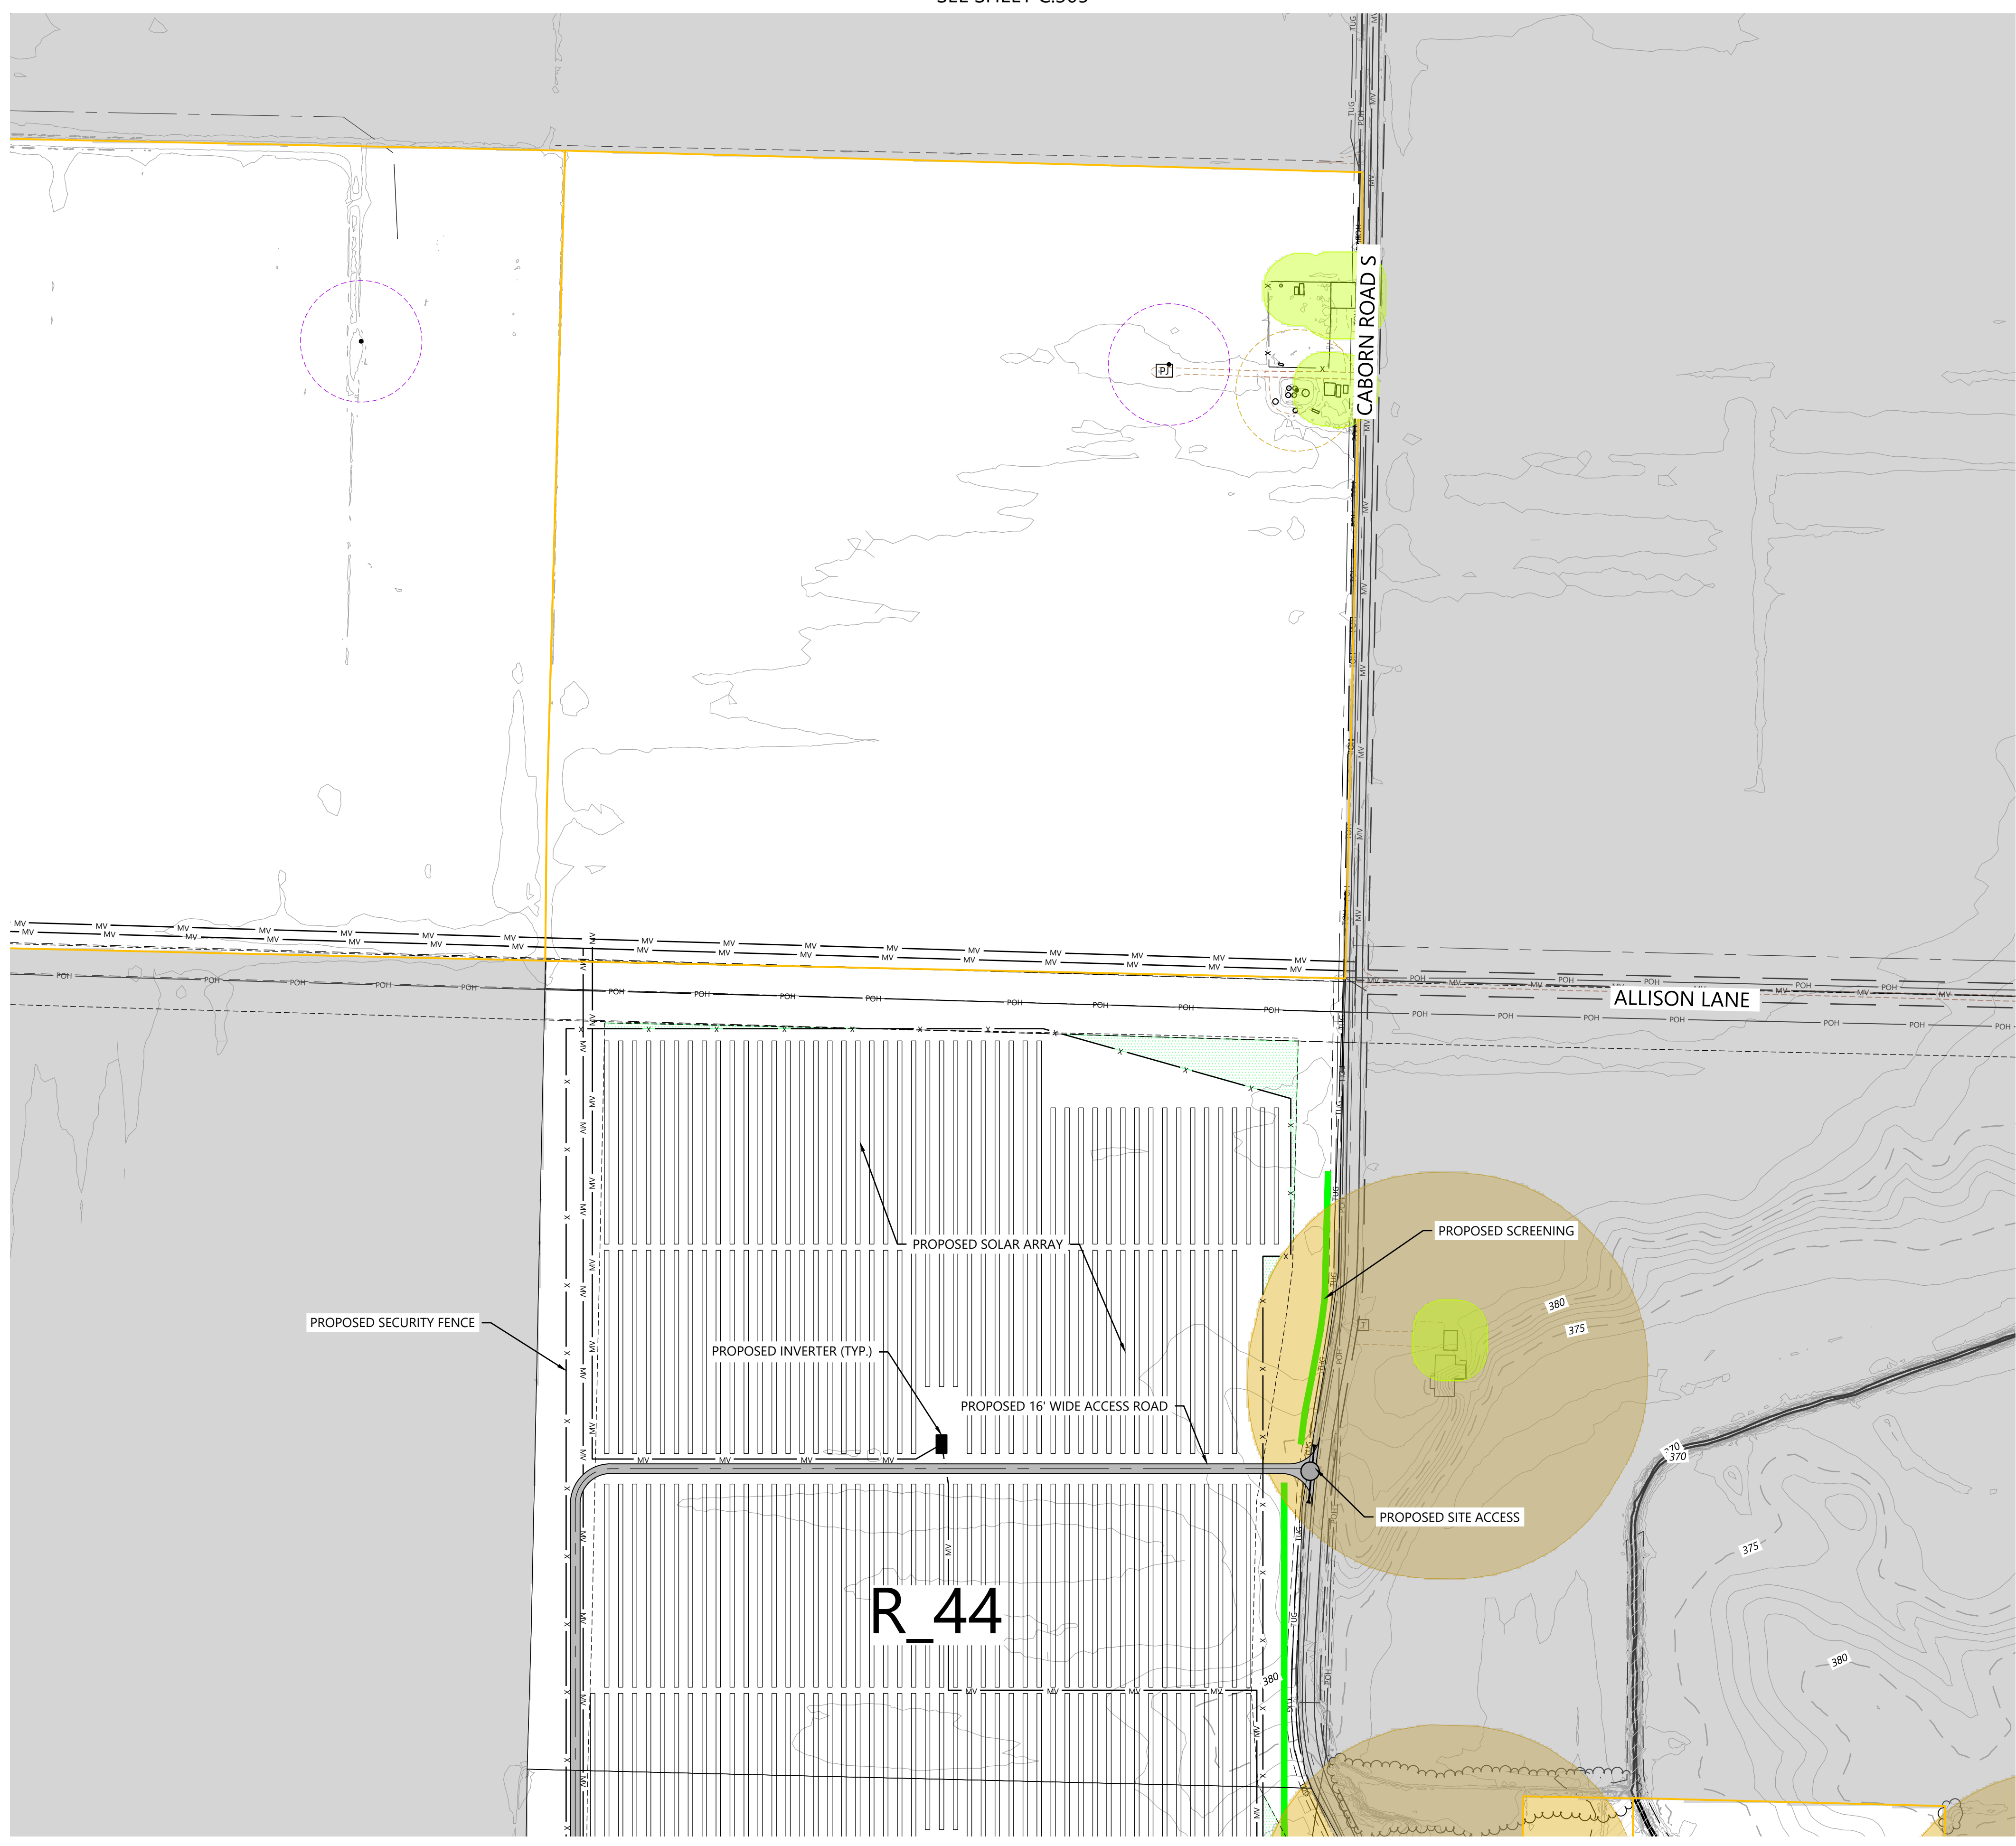 CABORN ROAD S
PJ
ALLISON LANE
PROPOSED SCREENING
PROPOSED SOLAR ARRAY
PROPOSED SECURITY FENCE
PROPOSED INVERTER (TYP.)
PROPOSED 16' WIDE ACCESS ROAD
PROPOSED SITE ACCESS
R_44
380
375
370
370
375
380
380
MV
POH
TUG
X